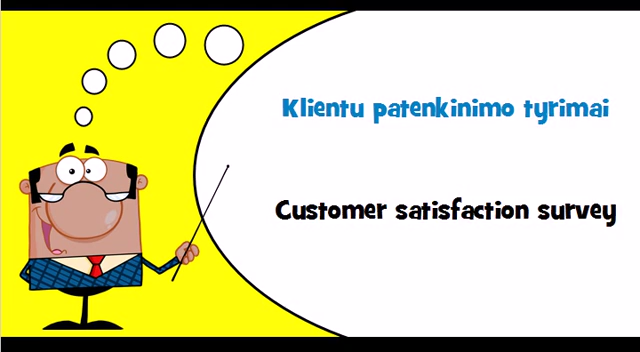 Klientu patenkinimo tyrimai
Customer satisfaction survey